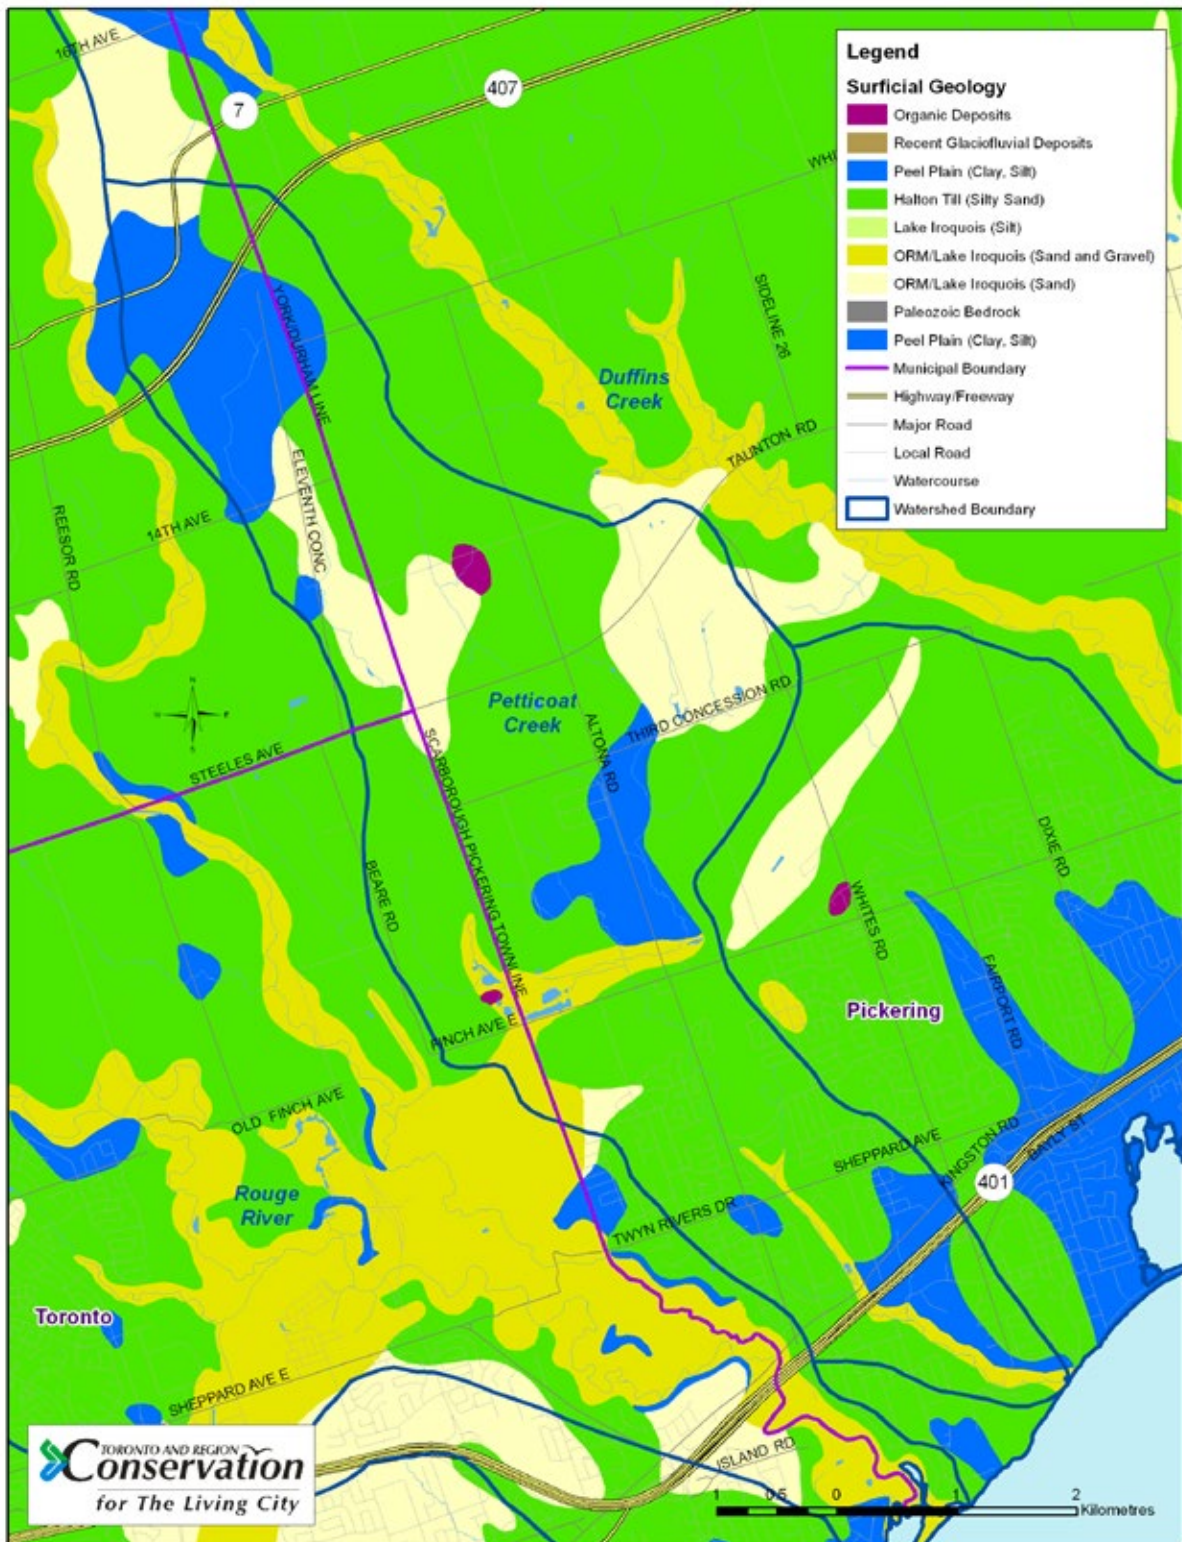 Legend
Surficial Geology
Organic Deposits
Recent Glaciofluvial Deposits
Peel Plain (Clay, Silt)
Halton Till (Silty Sand)
Lake Iroquois (Silt)
ORM/Lake Iroquois (Sand and Gravel)
ORM/Lake Iroquois (Sand)
Paleozoic Bedrock
Peel Plain (Clay, Silt)
Municipal Boundary
Highway/Freeway
Major Road
Local Road
Watercourse
Watershed Boundary
16TH AVE
7
407
WHI
SIDELINE 26
YORK/DURHAM LINE
Duffins
Creek
TAUNTON RD
ELEVENTH CONC
14TH AVE
REESOR RD
N
Petticoat
Creek
THIRD CONCESSION RD
ALTONA RD
STEELES AVE
SCARBOROUGH PICKERING TOWNLINE
BEARE RD
DIXIE RD
WHITES RD
FAIRPORT RD
Pickering
FINCH AVE E
OLD FINCH AVE
SHEPPARD AVE
KINGSTON RD
BAYLY ST
401
Rouge
River
TWYN RIVERS DR
Toronto
SHEPPARD AVE E
ISLAND RD
TORONTO AND REGION
Conservation
for The Living City
1 0.5 0 1 2
Kilometres